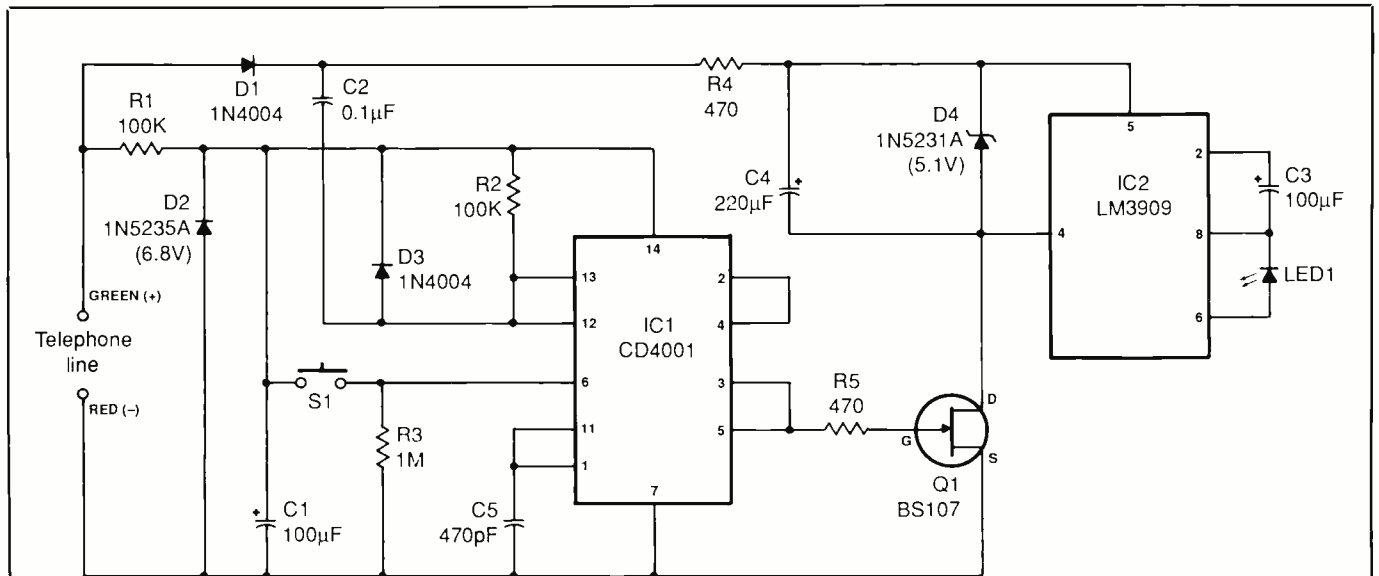 D1
1N4004
C2
0.1µF
R4
470
R1
100K
D2
1N5235A
(6.8V)
R2
100K
D3
1N4004
C4
+
220µF
D4
1N5231A
(5.1V)
5
2
4
8
6
IC2
LM3909
+
C3
100µF
LED1
GREEN (+)
Telephone
line
RED (–)
S1
R3
1M
+
C1
100µF
C5
470pF
14
13
12
6
11
1
2
4
3
5
7
IC1
CD4001
R5
470
G
D
S
Q1
BS107